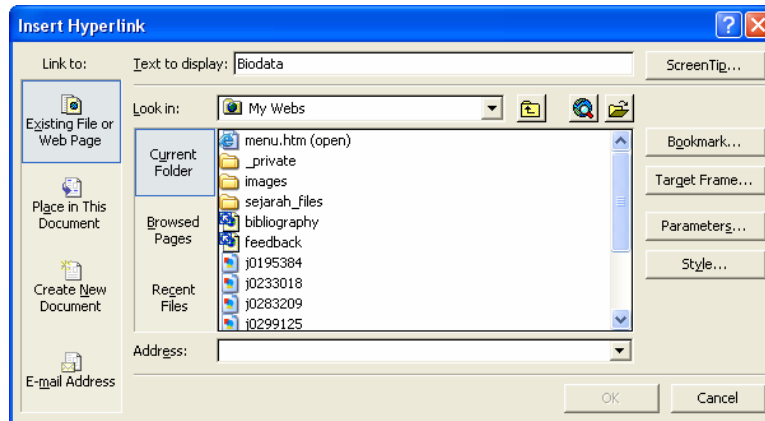 Insert Hyperlink
Link to:
Text to display: Biodata
ScreenTip...
Existing File or
Web Page
Look in: My Webs
Current
Folder
menu.htm (open)
_private
images
sejarah_files
bibliography
feedback
j0195384
j0233018
j0283209
j0299125
Bookmark...
Target Frame...
Parameters...
Style...
Place in This
Document
Browsed
Pages
Create New
Document
Recent
Files
Address:
E-mail Address
OK
Cancel